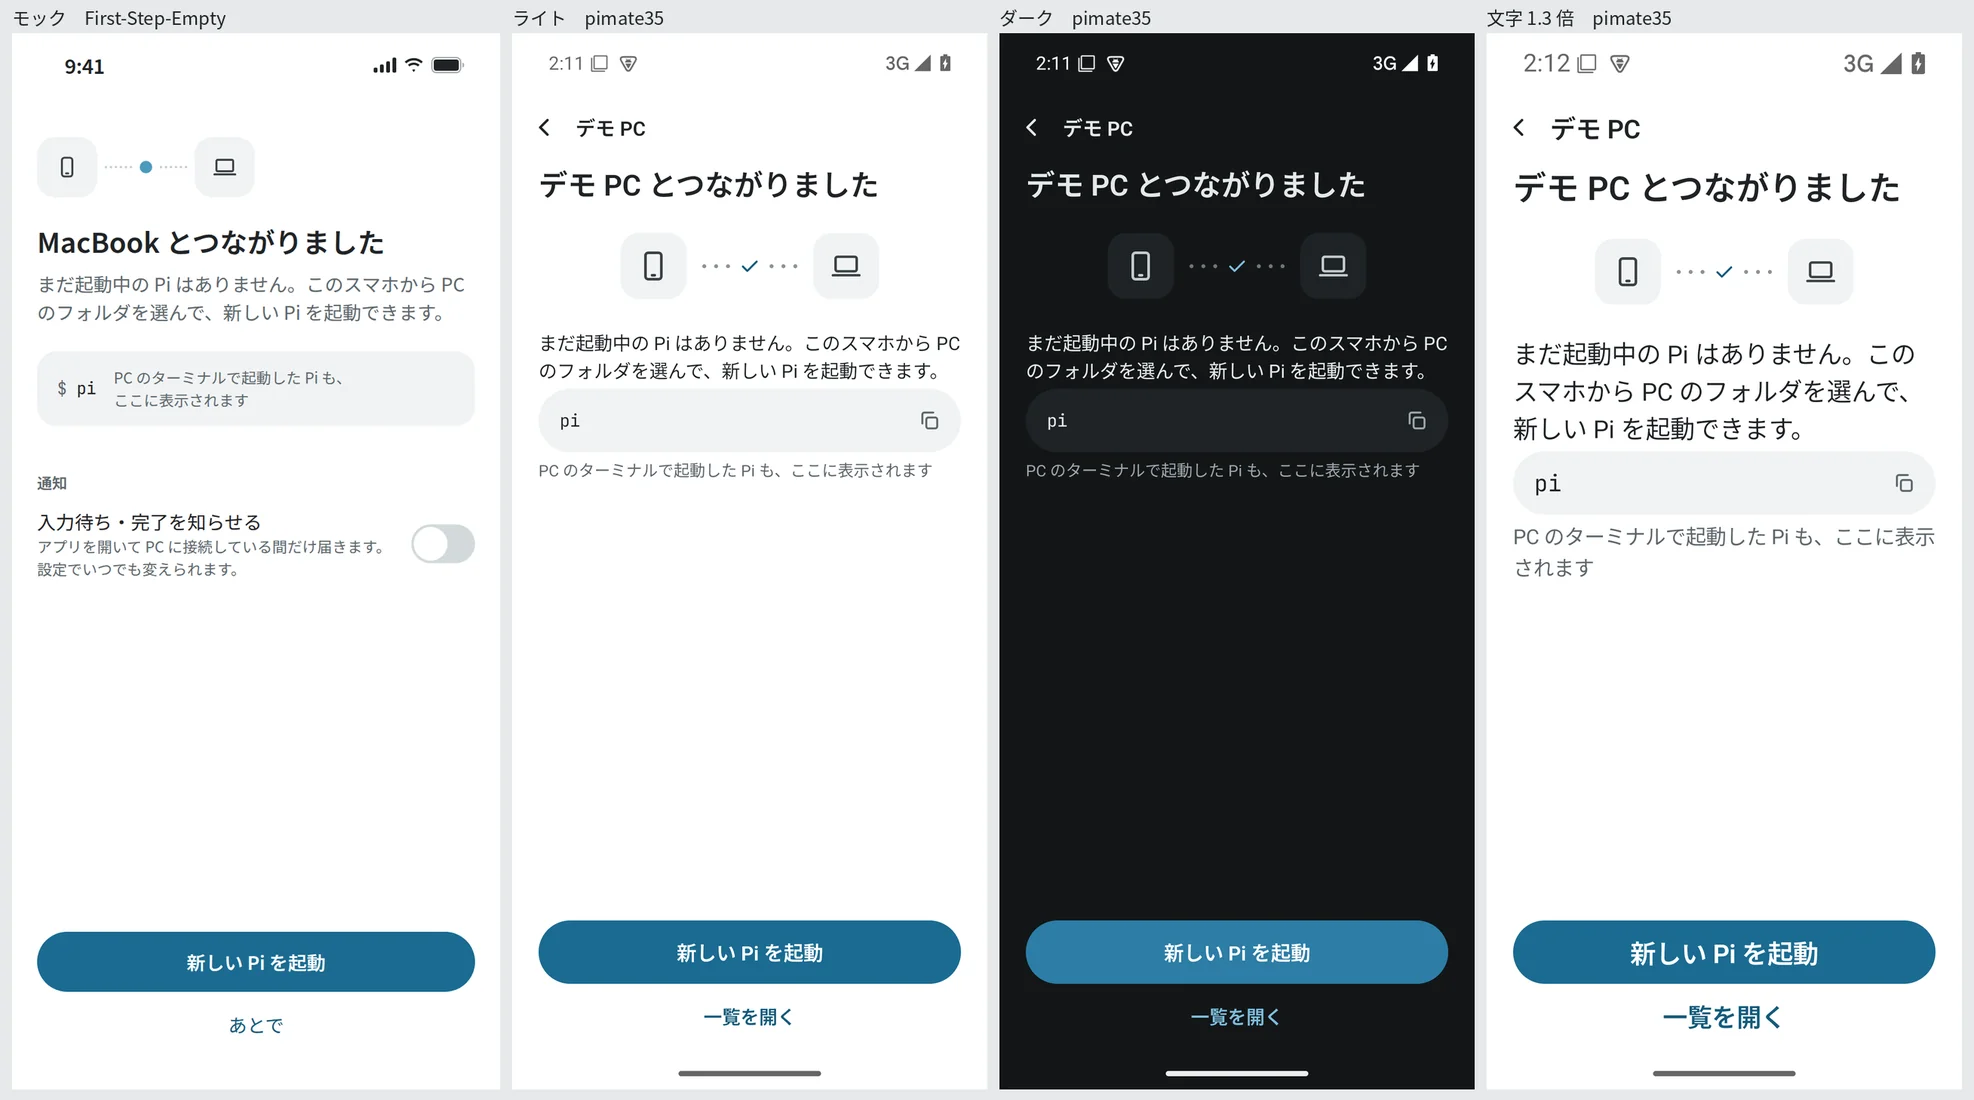 モック First-Step-Empty
9:41
MacBook とつながりました
まだ起動中の Pi はありません。このスマホから PC
のフォルダを選んで、新しい Pi を起動できます。
$ pi
PC のターミナルで起動した Pi も、
ここに表示されます
通知
入力待ち・完了を知らせる
アプリを開いて PC に接続している間だけ届きます。
設定でいつでも変えられます。
新しい Pi を起動
あとで
ライト pimate35
2:11
3G
デモ PC
デモ PC とつながりました
まだ起動中の Pi はありません。このスマホから PC
のフォルダを選んで、新しい Pi を起動できます。
pi
PC のターミナルで起動した Pi も、ここに表示されます
新しい Pi を起動
一覧を開く
ダーク pimate35
2:11
3G
デモ PC
デモ PC とつながりました
まだ起動中の Pi はありません。このスマホから PC
のフォルダを選んで、新しい Pi を起動できます。
pi
PC のターミナルで起動した Pi も、ここに表示されます
新しい Pi を起動
一覧を開く
文字 1.3 倍 pimate35
2:12
3G
デモ PC
デモ PC とつながりました
まだ起動中の Pi はありません。この
スマホから PC のフォルダを選んで、
新しい Pi を起動できます。
pi
PC のターミナルで起動した Pi も、ここに表示
されます
新しい Pi を起動
一覧を開く